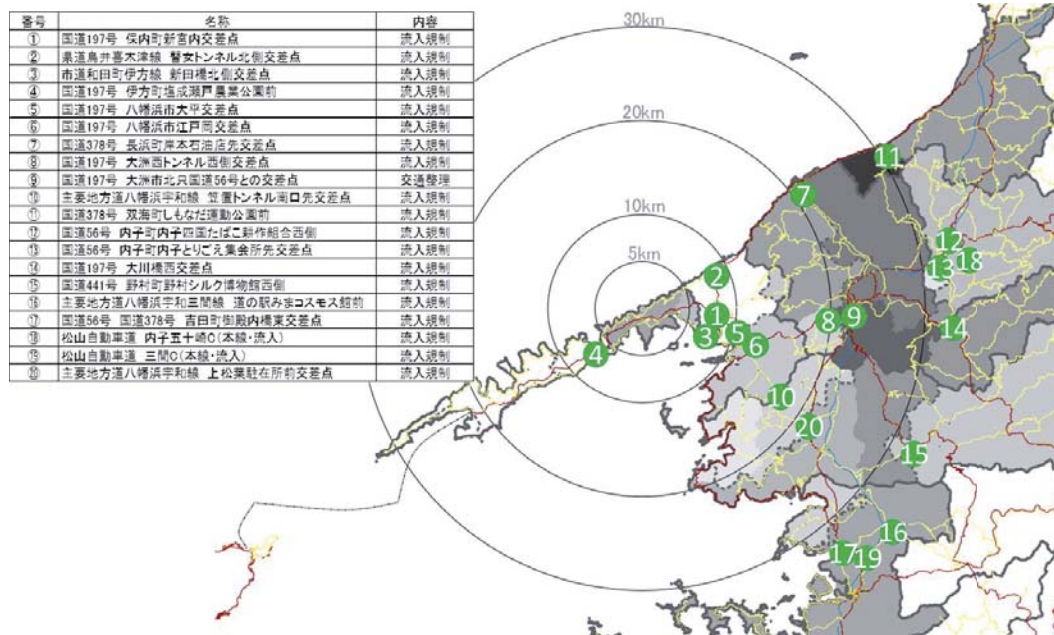 番号 名称 内容
① 国道197号 保内町新宮内交差点 流入規制
② 県道鳥井喜木津線 瞽女トンネル北側交差点 流入規制
③ 市道和田町伊方線 新田橋北側交差点 流入規制
④ 国道197号 伊方町塩成瀬戸農業公園前 流入規制
⑤ 国道197号 八幡浜市大平交差点 流入規制
⑥ 国道197号 八幡浜市江戸岡交差点 流入規制
⑦ 国道378号 長浜町岸本石油店先交差点 流入規制
⑧ 国道197号 大洲西トンネル西側交差点 流入規制
⑨ 国道197号 大洲市北只国道56号との交差点 交通整理
⑩ 主要地方道八幡浜宇和線 笠置トンネル南口先交差点 流入規制
⑪ 国道378号 双海町しもなだ運動公園前 流入規制
⑫ 国道56号 内子町内子四国たばこ耕作組合西側 流入規制
⑬ 国道56号 内子町内子とりごえ集会所先交差点 流入規制
⑭ 国道197号 大川橋西交差点 流入規制
⑮ 国道441号 野村町野村シルク博物館西側 流入規制
⑯ 主要地方道八幡浜宇和三間線 道の駅みまコスモス館前 流入規制
⑰ 国道56号 国道378号 吉田町御殿内橋東交差点 流入規制
⑱ 松山自動車道 内子五十崎IC(本線・流入) 流入規制
⑲ 松山自動車道 三間IC(本線・流入) 流入規制
⑳ 主要地方道八幡浜宇和線 上松葉駐在所前交差点 流入規制
30km
20km
10km
5km
11
7
12
18
13
2
1
3
5
6
8
9
14
4
10
20
15
16
17
19